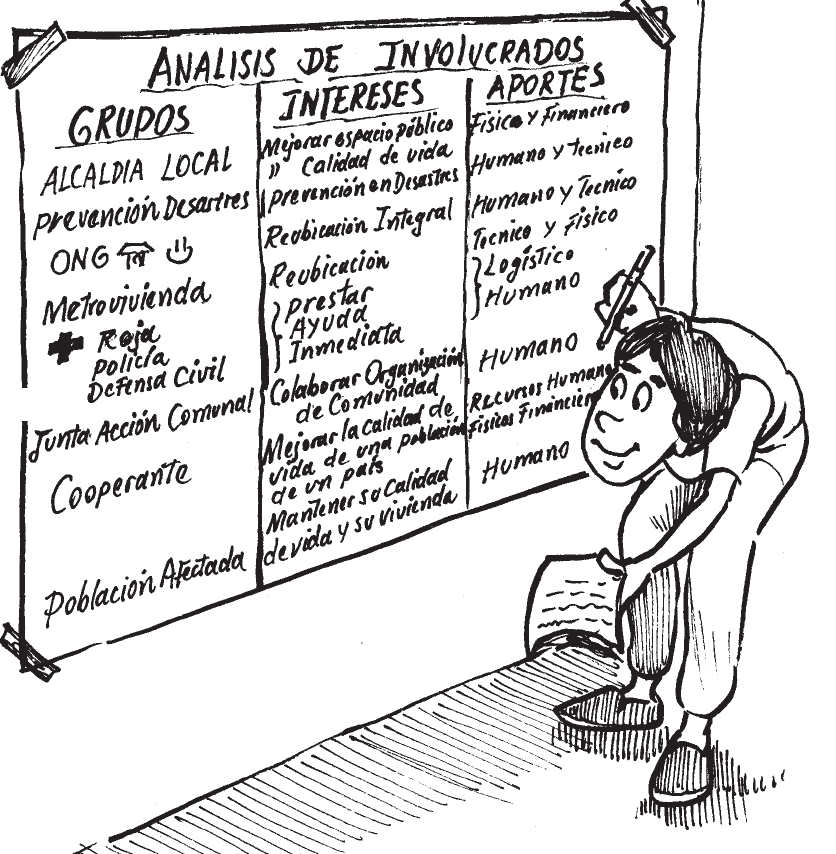 ANALISIS DE INVOLUCRADOS
GRUPOS
ALCALDIA LOCAL
Prevención Desastres
ONG
Metrovivienda
Roja
Policía
Defensa Civil
Junta Acción Comunal
Cooperante
Población Afectada
INTERESES
Mejorar espacio público
" Calidad de vida
Prevención en Desastres
Reubicación Integral
Reubicación
Prestar
Ayuda
Inmediata
Colaborar Organización
de Comunidad
Mejorar la calidad de
vida de una población
de un país
Mantener su Calidad
de vida y su vivienda
APORTES
Físico y Financiero
Humano y Tecnico
Humano y Tecnico
Tecnico y Físico
Logístico
Humano
Humano
Recursos Humano
Físicos Financier
Humano